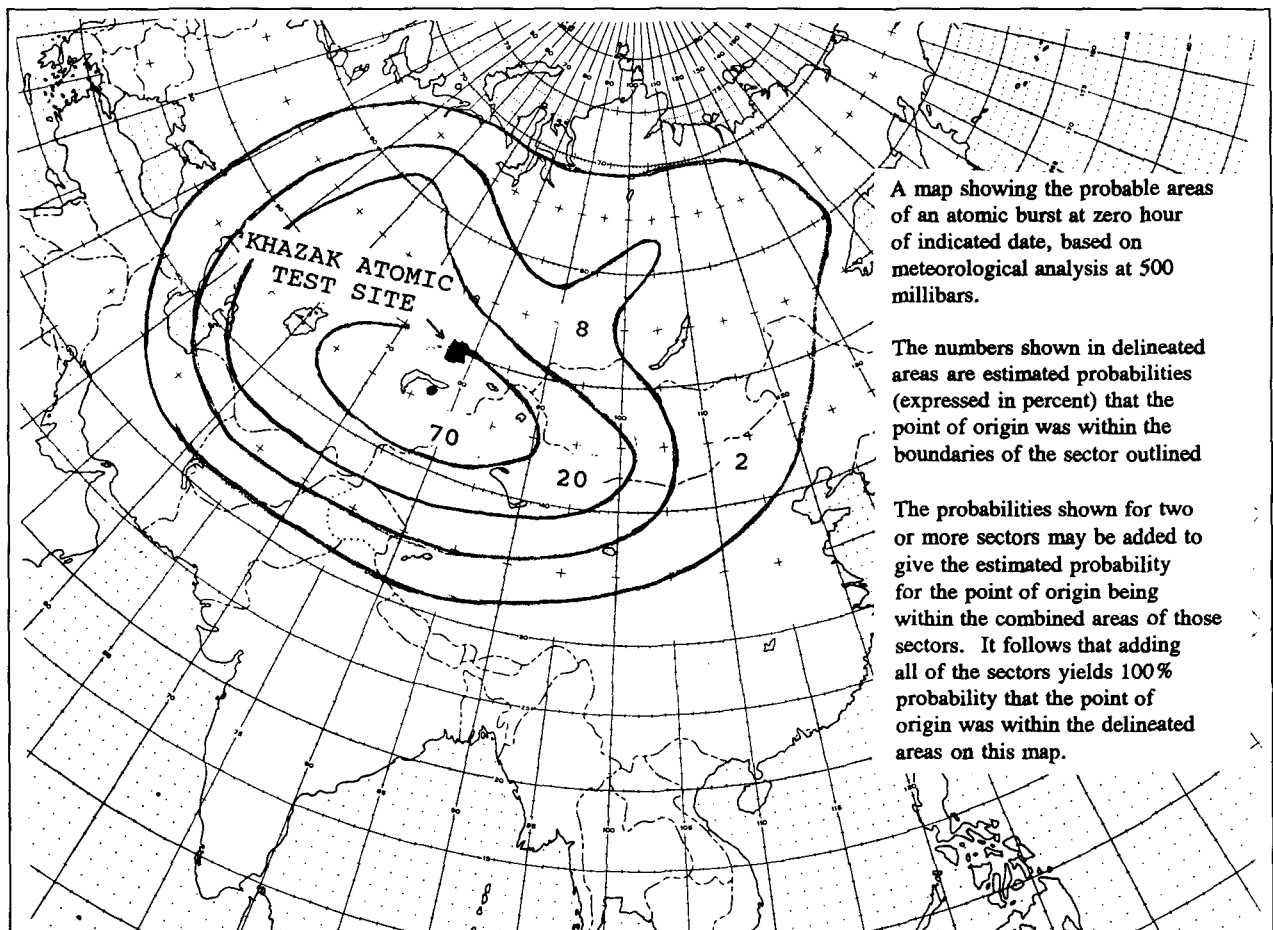 KHAZAK ATOMIC
TEST SITE
8
70
20
2
A map showing the probable areas
of an atomic burst at zero hour
of indicated date, based on
meteorological analysis at 500
millibars.
The numbers shown in delineated
areas are estimated probabilities
(expressed in percent) that the
point of origin was within the
boundaries of the sector outlined
The probabilities shown for two
or more sectors may be added to
give the estimated probability
for the point of origin being
within the combined areas of those
sectors. It follows that adding
all of the sectors yields 100%
probability that the point of
origin was within the delineated
areas on this map.